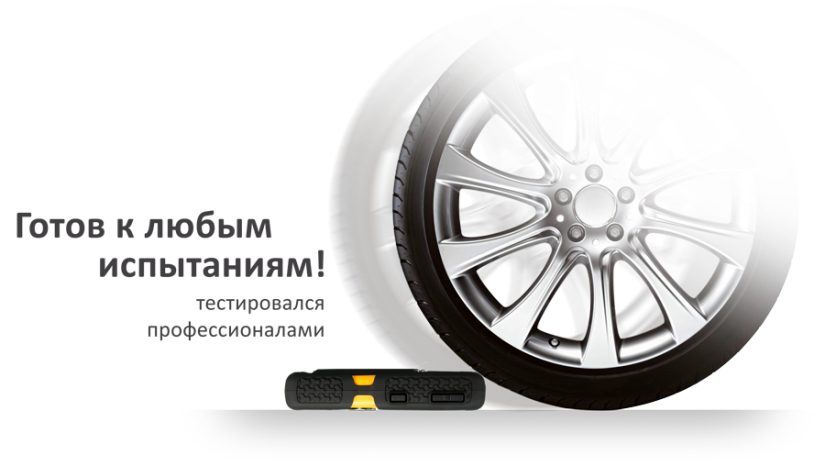 Готов к любым
испытаниям!
тестировался
профессионалами